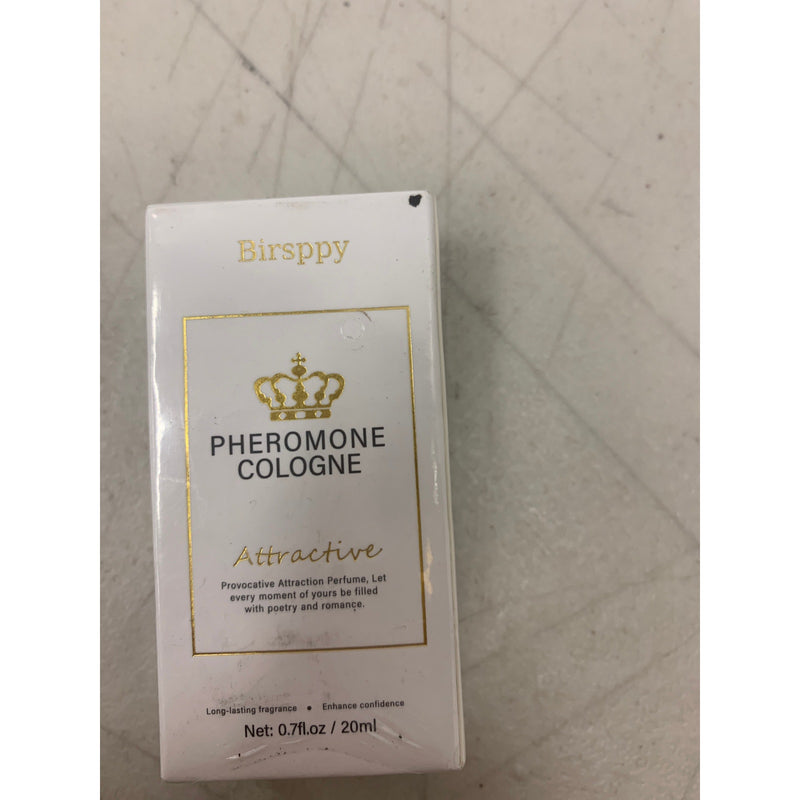 Birsppy
PHEROMONE
COLOGNE
Attractive
Provocative Attraction Perfume, Let
every moment of yours be filled
with poetry and romance.
Long-lasting fragrance • Enhance confidence
Net: 0.7fl.oz / 20ml